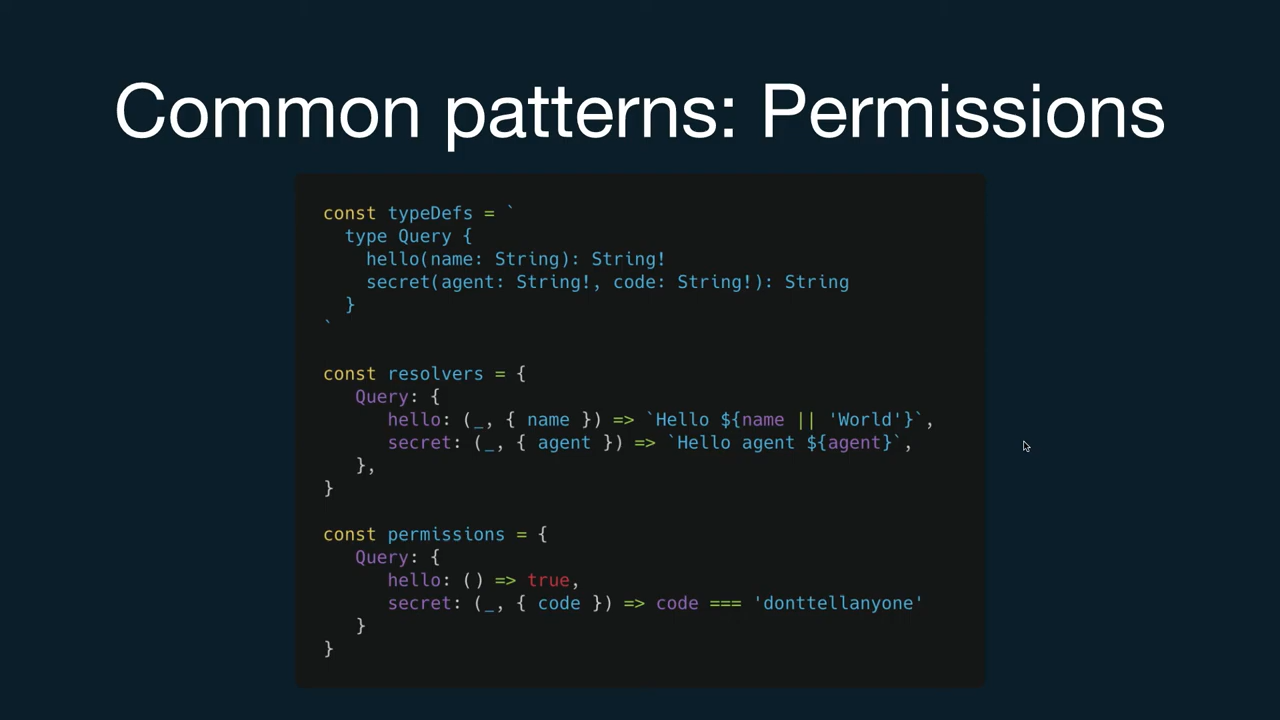 Common patterns: Permissions
const typeDefs = `
  type Query {
    hello(name: String): String!
    secret(agent: String!, code: String!): String
  }
`
const resolvers = {
   Query: {
      hello: (_, { name }) => `Hello ${name || 'World'}`,
      secret: (_, { agent }) => `Hello agent ${agent}`,
   },
}
const permissions = {
   Query: {
      hello: () => true,
      secret: (_, { code }) => code === 'donttellanyone'
   }
}